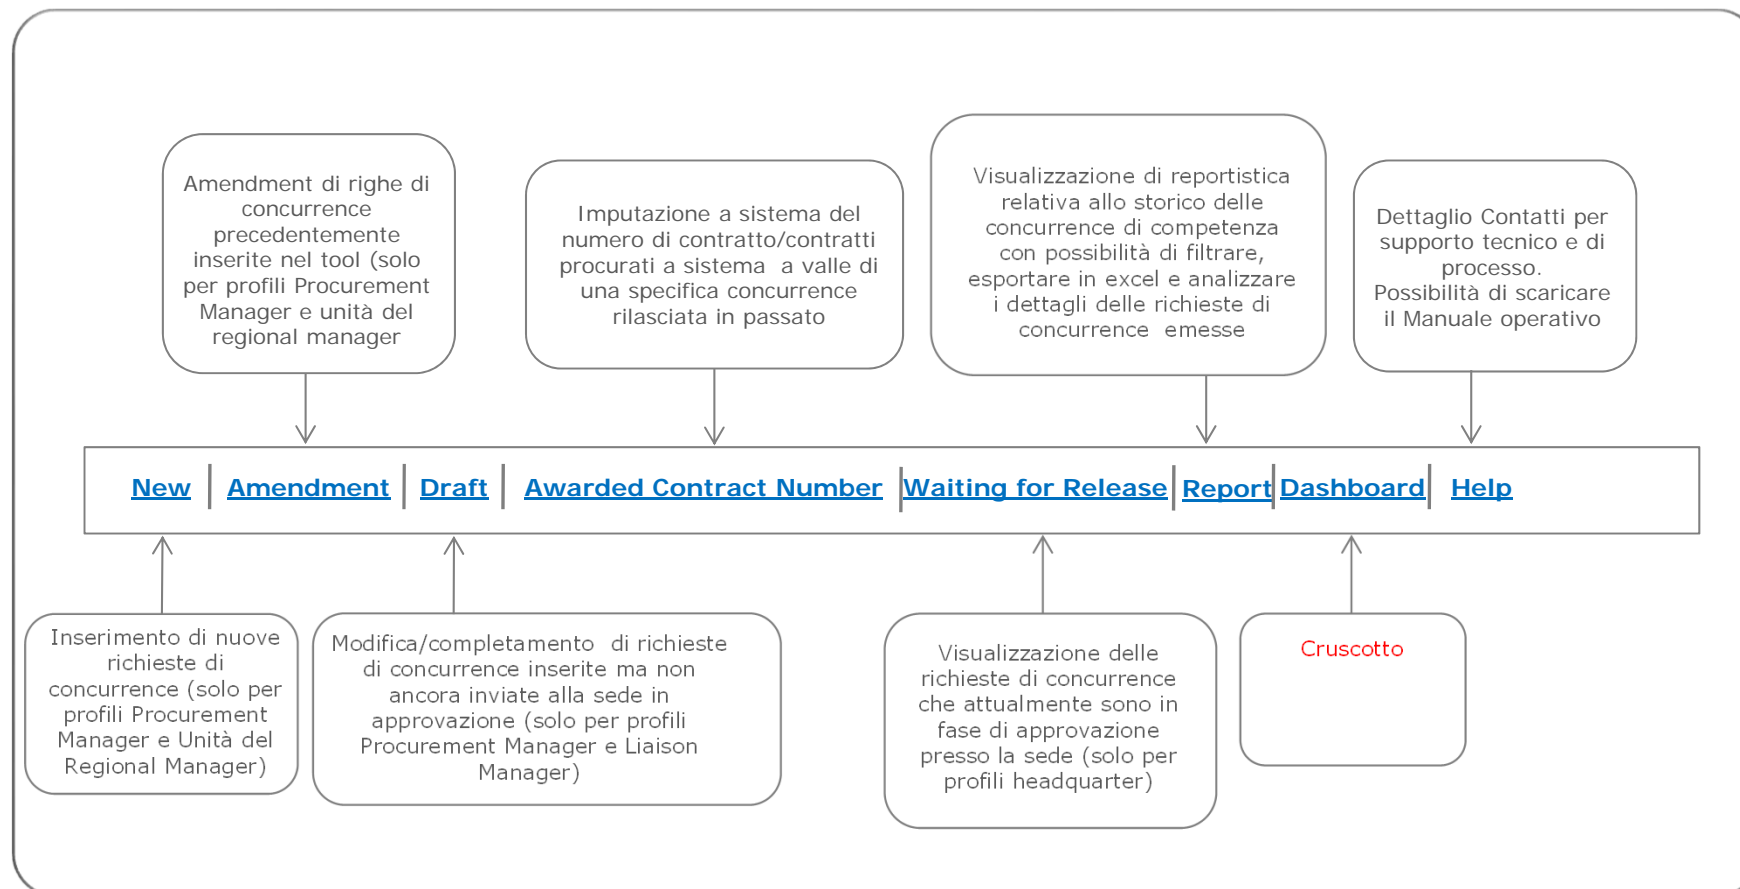 Amendment di righe di
concurrence
precedentemente
inserite nel tool (solo
per profili Procurement
Manager e unità del
regional manager
Imputazione a sistema del
numero di contratto/contratti
procurati a sistema  a valle di
una specifica concurrence
rilasciata in passato
Visualizzazione di reportistica
relativa allo storico delle
concurrence di competenza
con possibilità di filtrare,
esportare in excel e analizzare
i dettagli delle richieste di
concurrence  emesse
Dettaglio Contatti per
supporto tecnico e di
processo.
Possibilità di scaricare
il Manuale operativo
New | Amendment | Draft | Awarded Contract Number | Waiting for Release | Report | Dashboard | Help
Inserimento di nuove
richieste di
concurrence (solo per
profili Procurement
Manager e Unità del
Regional Manager)
Modifica/completamento  di richieste
di concurrence inserite ma non
ancora inviate alla sede in
approvazione (solo per profili
Procurement Manager e Liaison
Manager)
Visualizzazione delle
richieste di concurrence
che attualmente sono in
fase di approvazione
presso la sede (solo per
profili headquarter)
Cruscotto